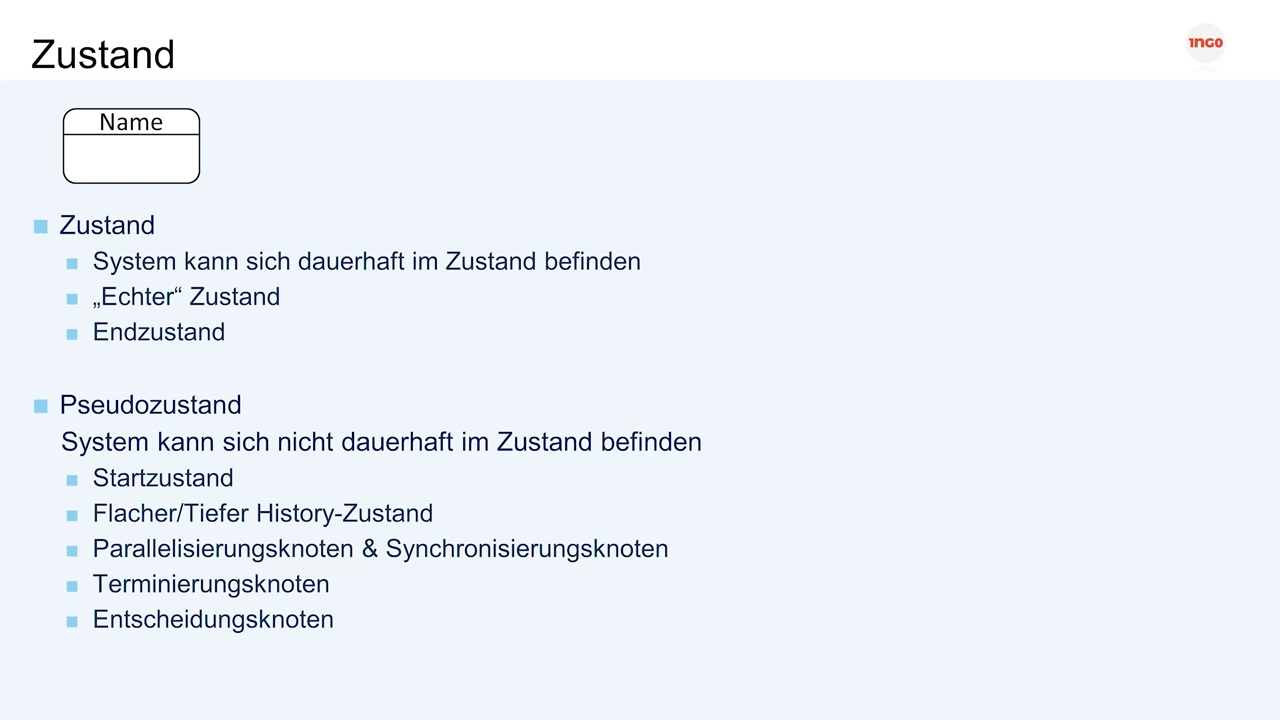 Zustand
1NGO
Name
Zustand
System kann sich dauerhaft im Zustand befinden
„Echter“ Zustand
Endzustand
Pseudozustand
System kann sich nicht dauerhaft im Zustand befinden
Startzustand
Flacher/Tiefer History-Zustand
Parallelisierungsknoten & Synchronisierungsknoten
Terminierungsknoten
Entscheidungsknoten